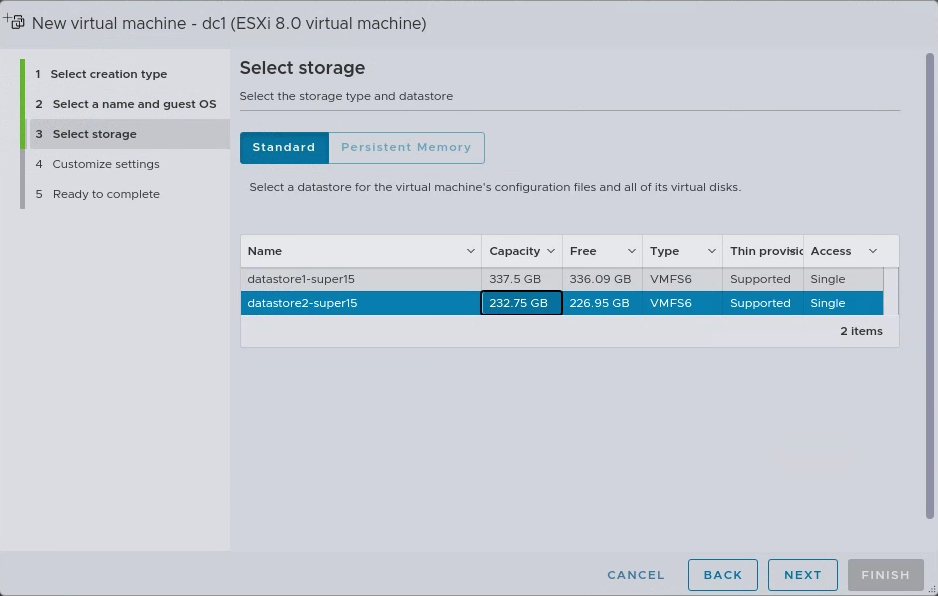 New virtual machine - dc1 (ESXi 8.0 virtual machine)
1 Select creation type
2 Select a name and guest OS
3 Select storage
4 Customize settings
5 Ready to complete
Select storage
Select the storage type and datastore
Standard Persistent Memory
Select a datastore for the virtual machine's configuration files and all of its virtual disks.
Name Capacity Free Type Thin provisic Access
datastore1-super15 337.5 GB 336.09 GB VMFS6 Supported Single
datastore2-super15 232.75 GB 226.95 GB VMFS6 Supported Single
2 items
CANCEL BACK NEXT FINISH